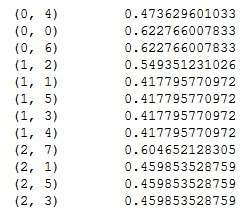 (0, 4) 0.473629601033
(0, 0) 0.622766007833
(0, 6) 0.622766007833
(1, 2) 0.549351231026
(1, 1) 0.417795770972
(1, 5) 0.417795770972
(1, 3) 0.417795770972
(1, 4) 0.417795770972
(2, 7) 0.604652128305
(2, 1) 0.459853528759
(2, 5) 0.459853528759
(2, 3) 0.459853528759